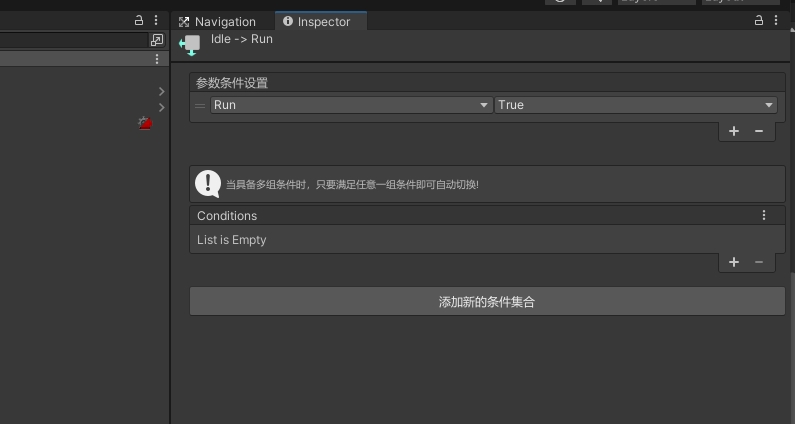 Navigation
Inspector
Idle -> Run
参数条件设置
Run
True
当具备多组条件时，只要满足任意一组条件即可自动切换!
Conditions
List is Empty
添加新的条件集合